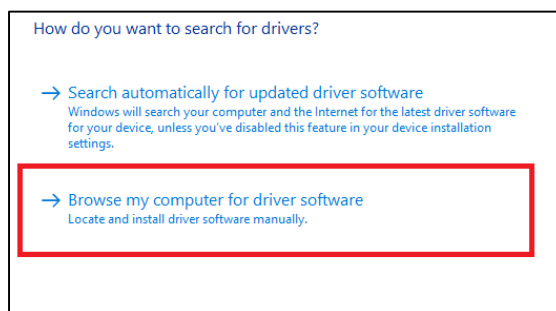 How do you want to search for drivers?
→ Search automatically for updated driver software
Windows will search your computer and the Internet for the latest driver software
for your device, unless you've disabled this feature in your device installation
settings.
→ Browse my computer for driver software
Locate and install driver software manually.